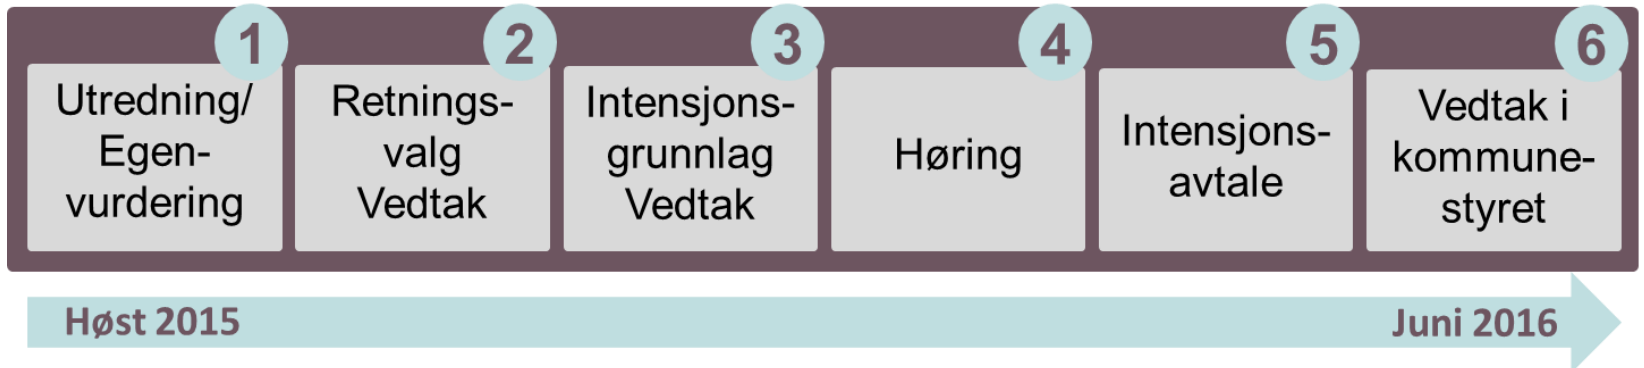 1
Utredning/
Egen-
vurdering
2
Retnings-
valg
Vedtak
3
Intensjons-
grunnlag
Vedtak
4
Høring
5
Intensjons-
avtale
6
Vedtak i
kommune-
styret
Høst 2015
Juni 2016